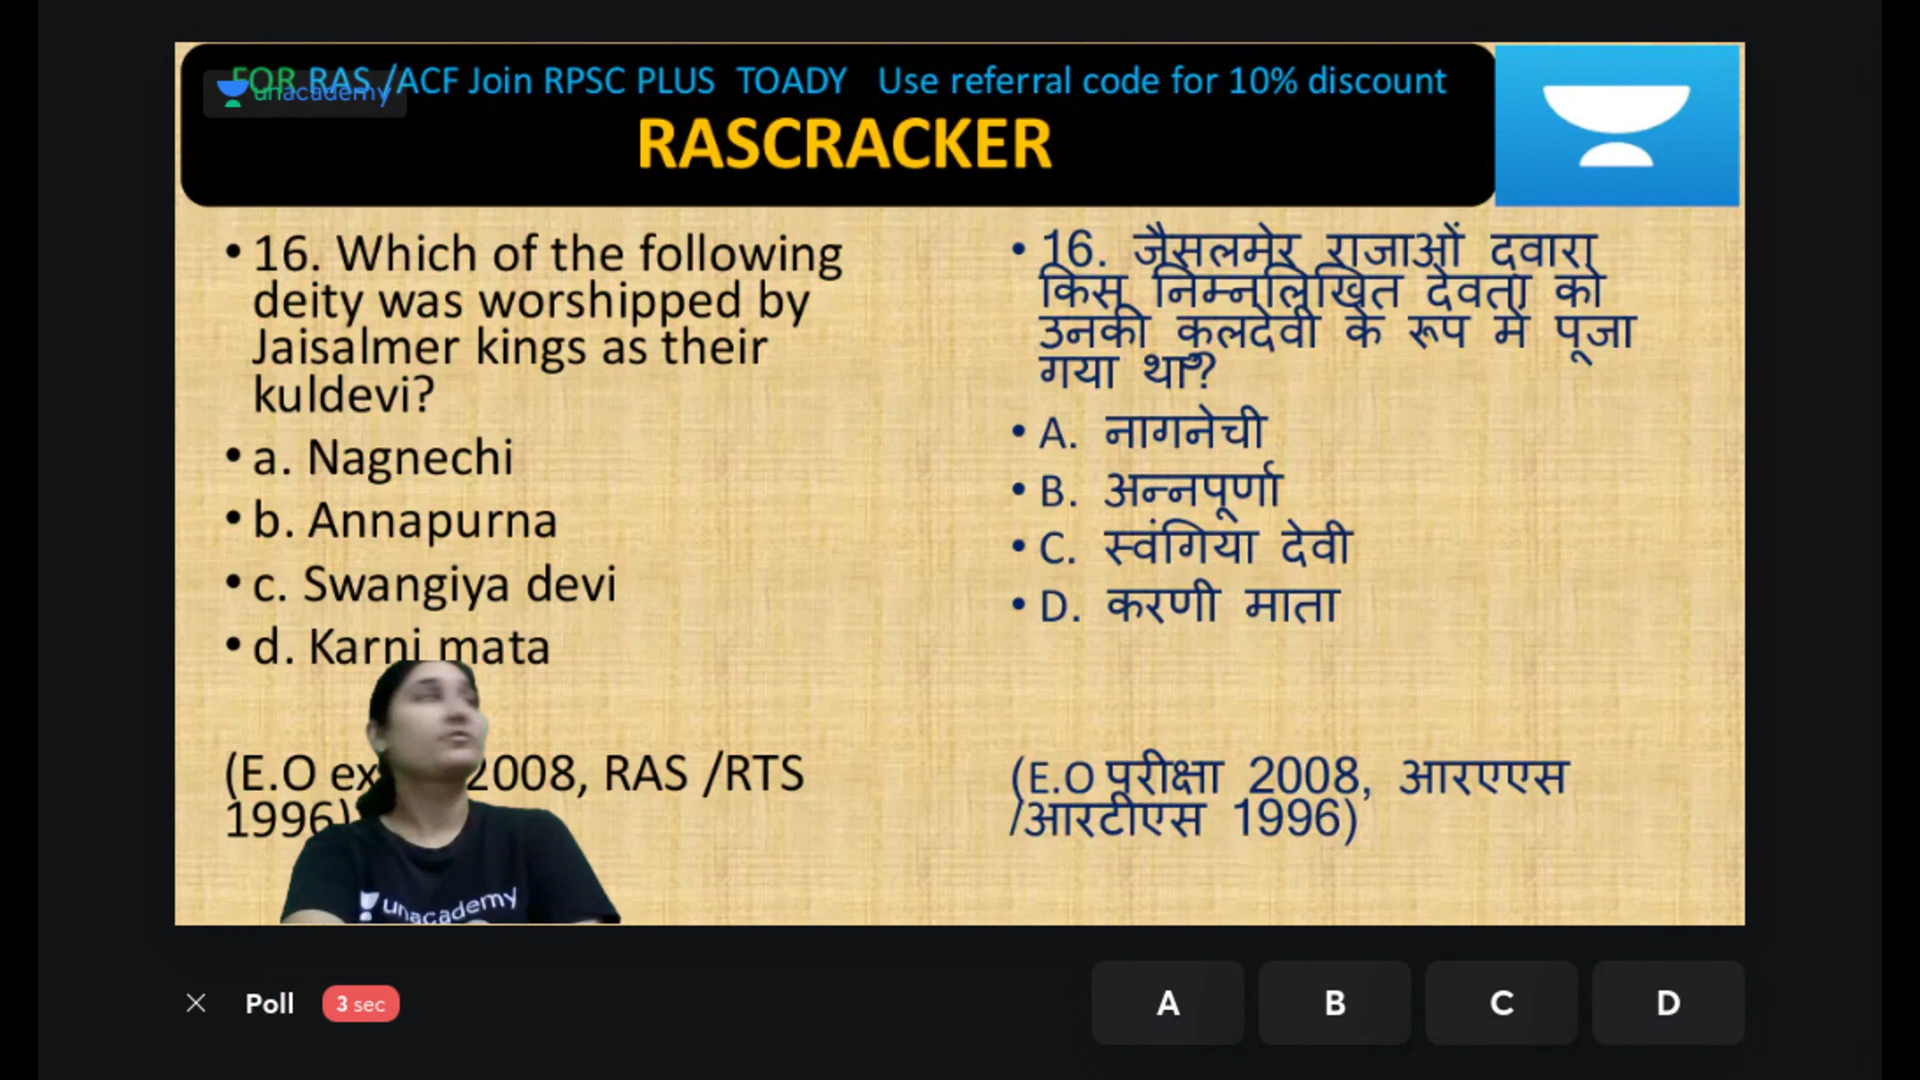 FOR RAS /ACF Join RPSC PLUS TOADY Use referral code for 10% discount
unacademy
RASCRACKER
• 16. Which of the following
deity was worshipped by
Jaisalmer kings as their
kuldevi?
• a. Nagnechi
• b. Annapurna
• c. Swangiya devi
• d. Karni mata
(E.O ex 2008, RAS /RTS
1996)
• 16. जैसलमेर राजाओं दवारा
किस निम्नलिखित देवता को
उनकी कुलदेवी के रूप में पूजा
गया था?
• A. नागनेची
• B. अन्नपूर्णा
• C. स्वंगिया देवी
• D. करणी माता
(E.O परीक्षा 2008, आरएएस
/आरटीएस 1996)
unacademy
Poll 3 sec
A B C D